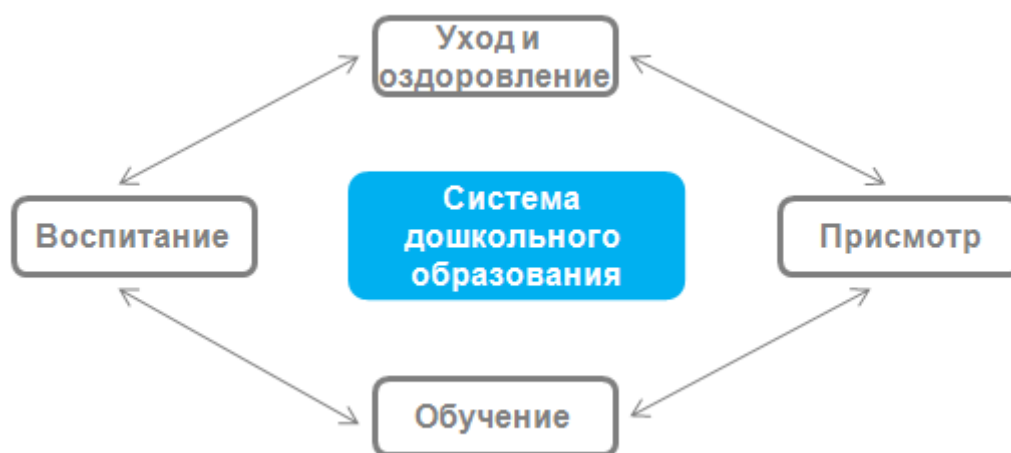 Уход и
оздоровление
Воспитание
Система
дошкольного
образования
Присмотр
Обучение